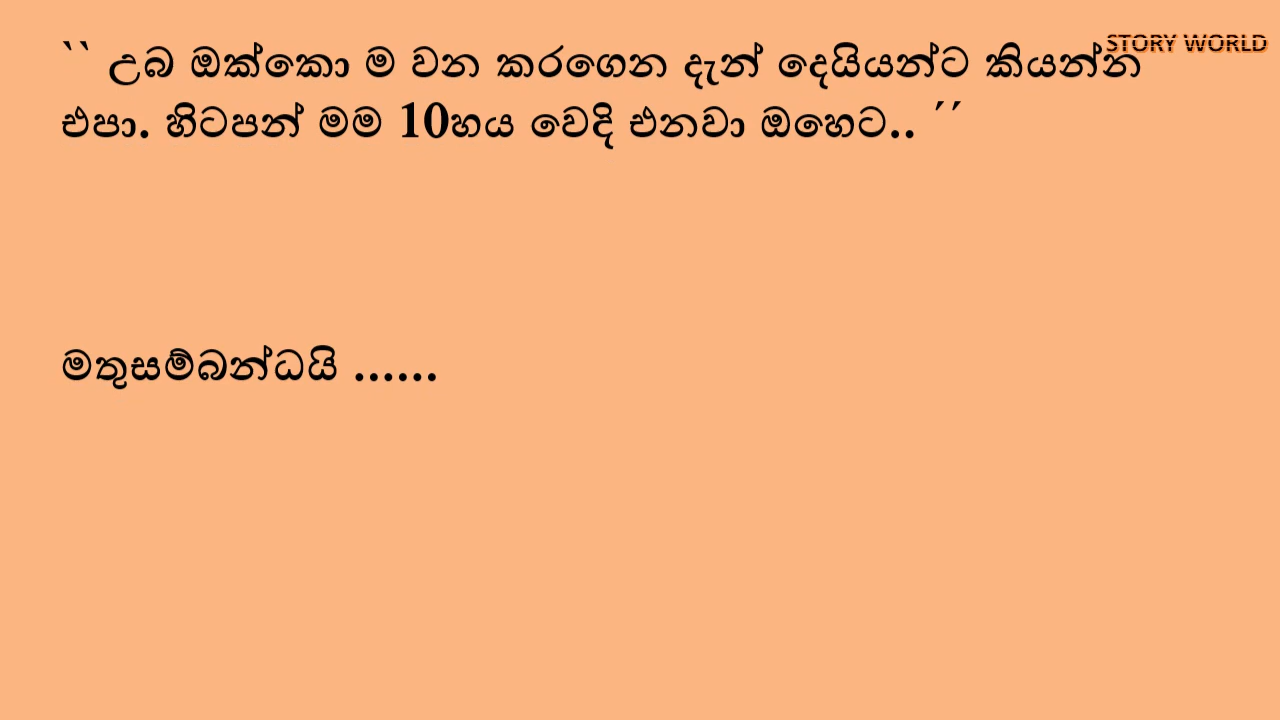 STORY WORLD
`` උබ ඔක්කො ම වන කරගෙන දැන් දෙයියන්ට කියන්න
එපා. හිටපන් මම 10හය වෙදි එනවා ඔහෙට.. ´´
මතුසම්බන්ධයි ......